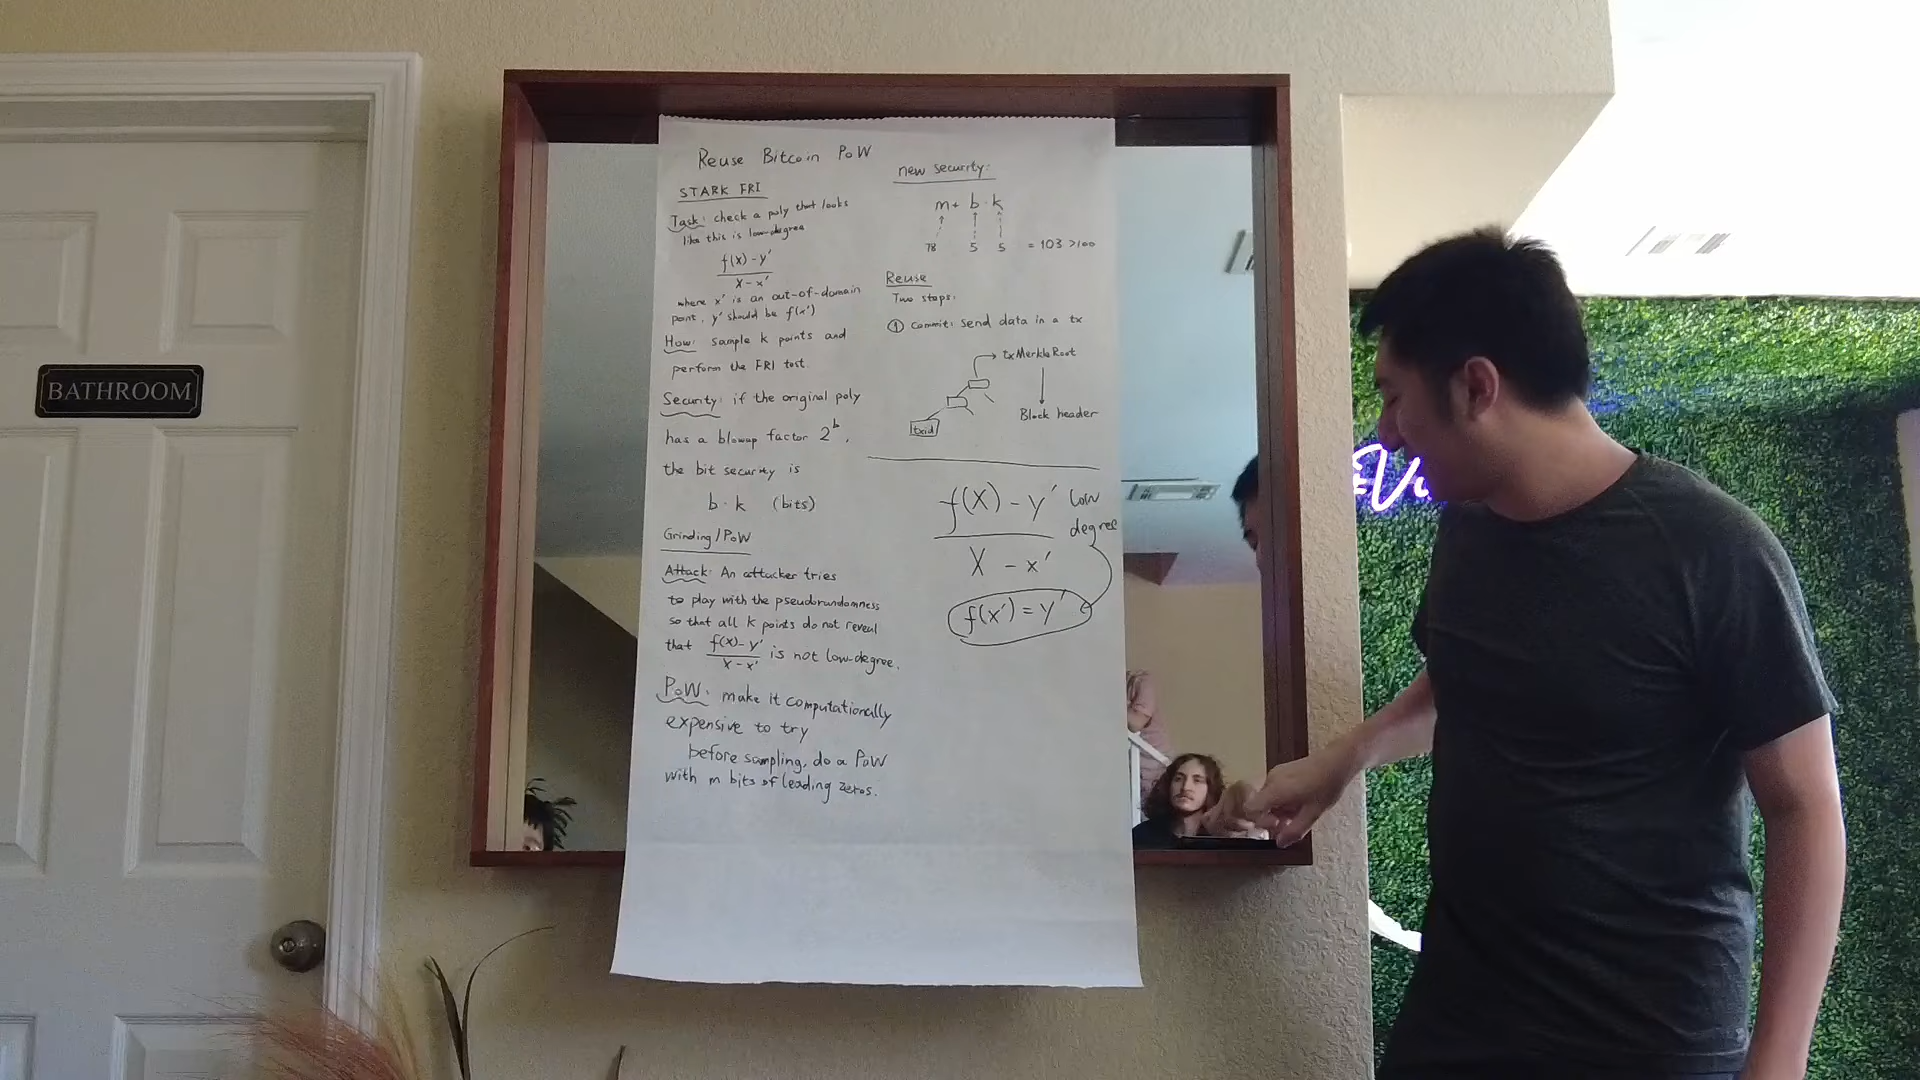 BATHROOM
Reuse Bitcoin PoW
STARK FRI
Task: check a poly that looks
like this is low-degree
f(X) - y'
X - x'
where x' is an out-of-domain
point, y' should be f(x')
How: sample k points and
perform the FRI test.
Security: if the original poly
has a blowup factor 2^b,
the bit security is
b · k (bits)
Grinding/PoW
Attack: An attacker tries
to play with the pseudorandomness
so that all k points do not reveal
that f(X) - y' / X - x' is not low-degree.
PoW: make it computationally
expensive to try
before sampling, do a PoW
with m bits of leading zeros.
new security:
m + b · k
78 5 5 = 103 >100
Reuse
Two steps:
① Commit: send data in a tx
txMerkleRoot
Block header
txid
f(X) - y' low
degree
X - x'
f(x') = y'